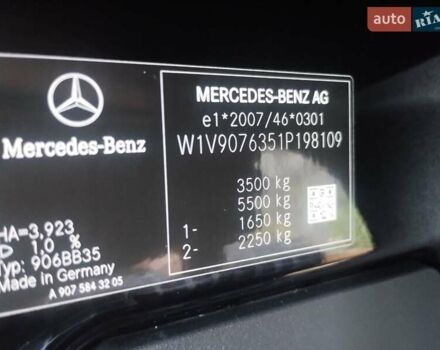 auto RIA
Mercedes-Benz
MERCEDES-BENZ AG
e1*2007/46*0301
W1V9076351P198109
3500 kg
5500 kg
1- 1650 kg
2- 2250 kg
HA=3,923
D 1.0 %
Typ: 906BB35
Made in Germany
A 907 584 32 05